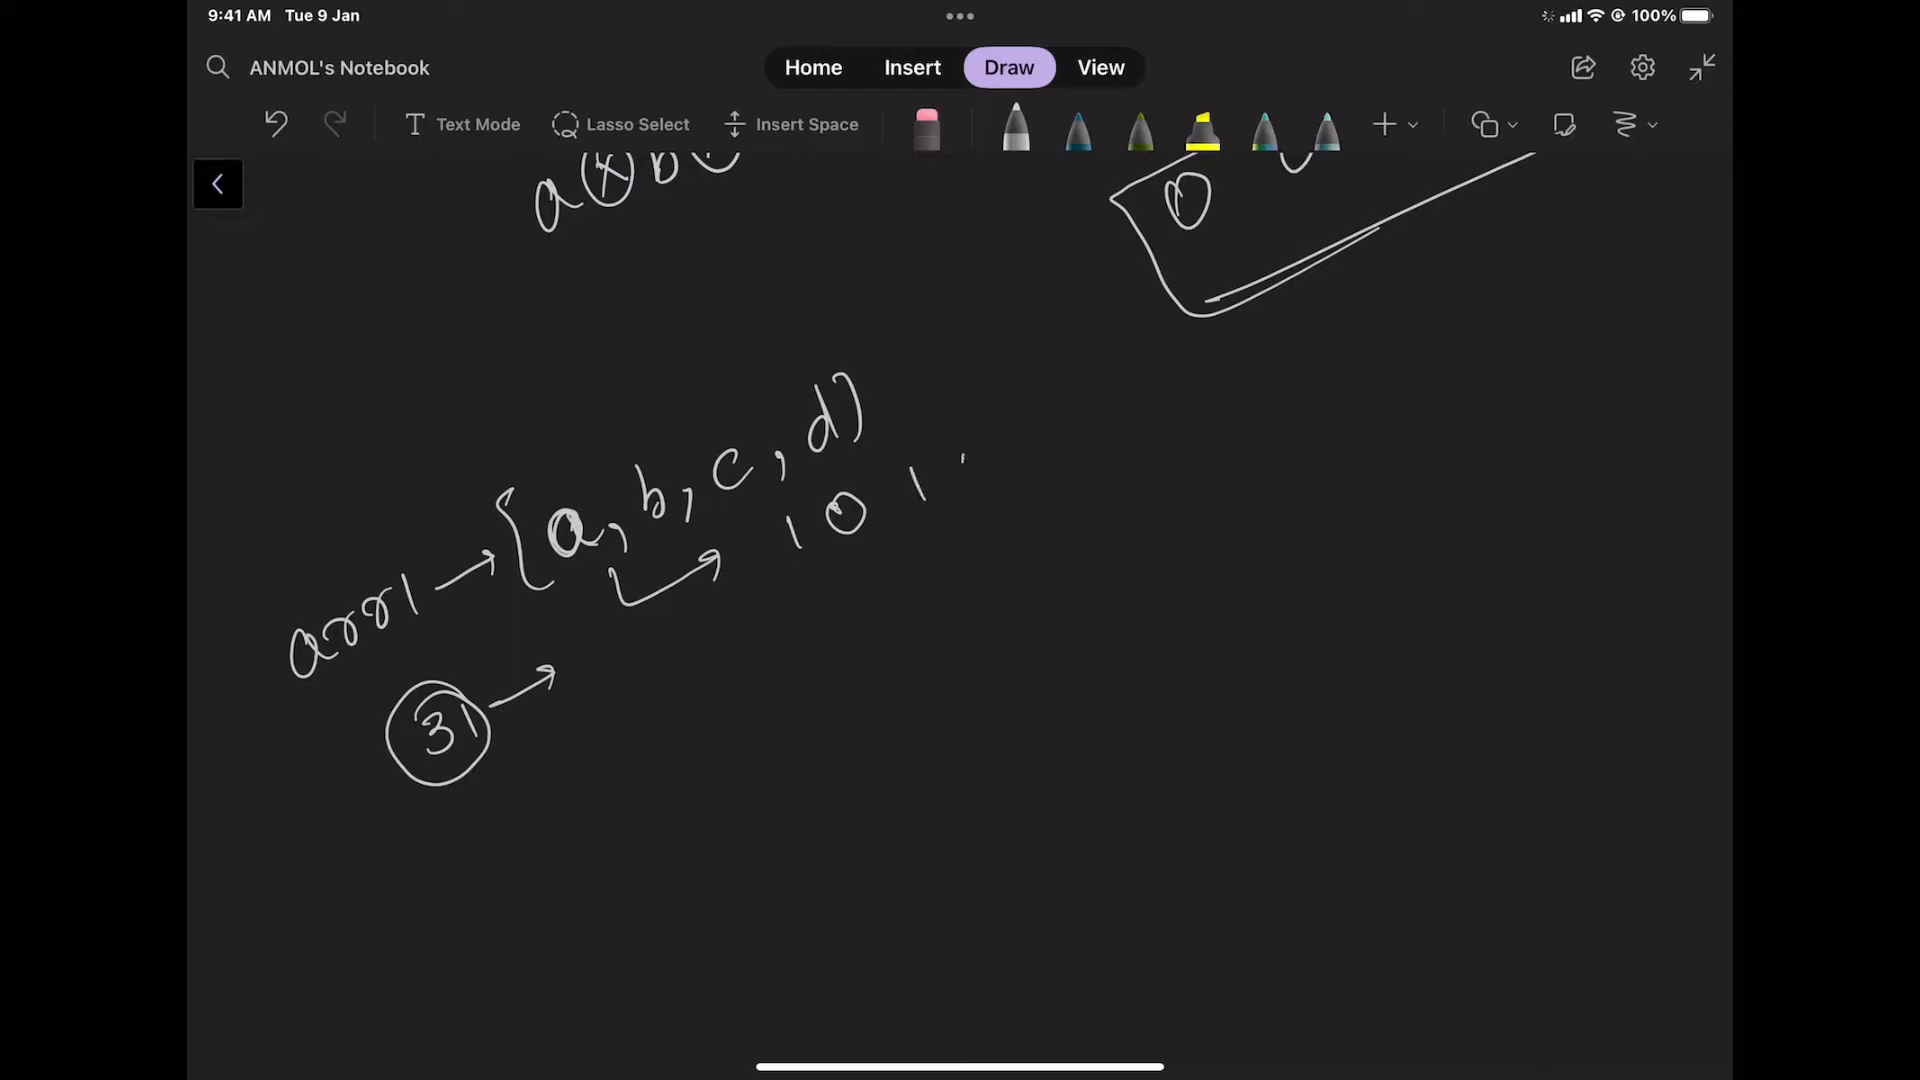 9:41 AM Tue 9 Jan
100%
ANMOL's Notebook
Home Insert Draw View
Text Mode Lasso Select Insert Space
a b
0
arr1 → {a, b, c, d}
1 0 1
31 →